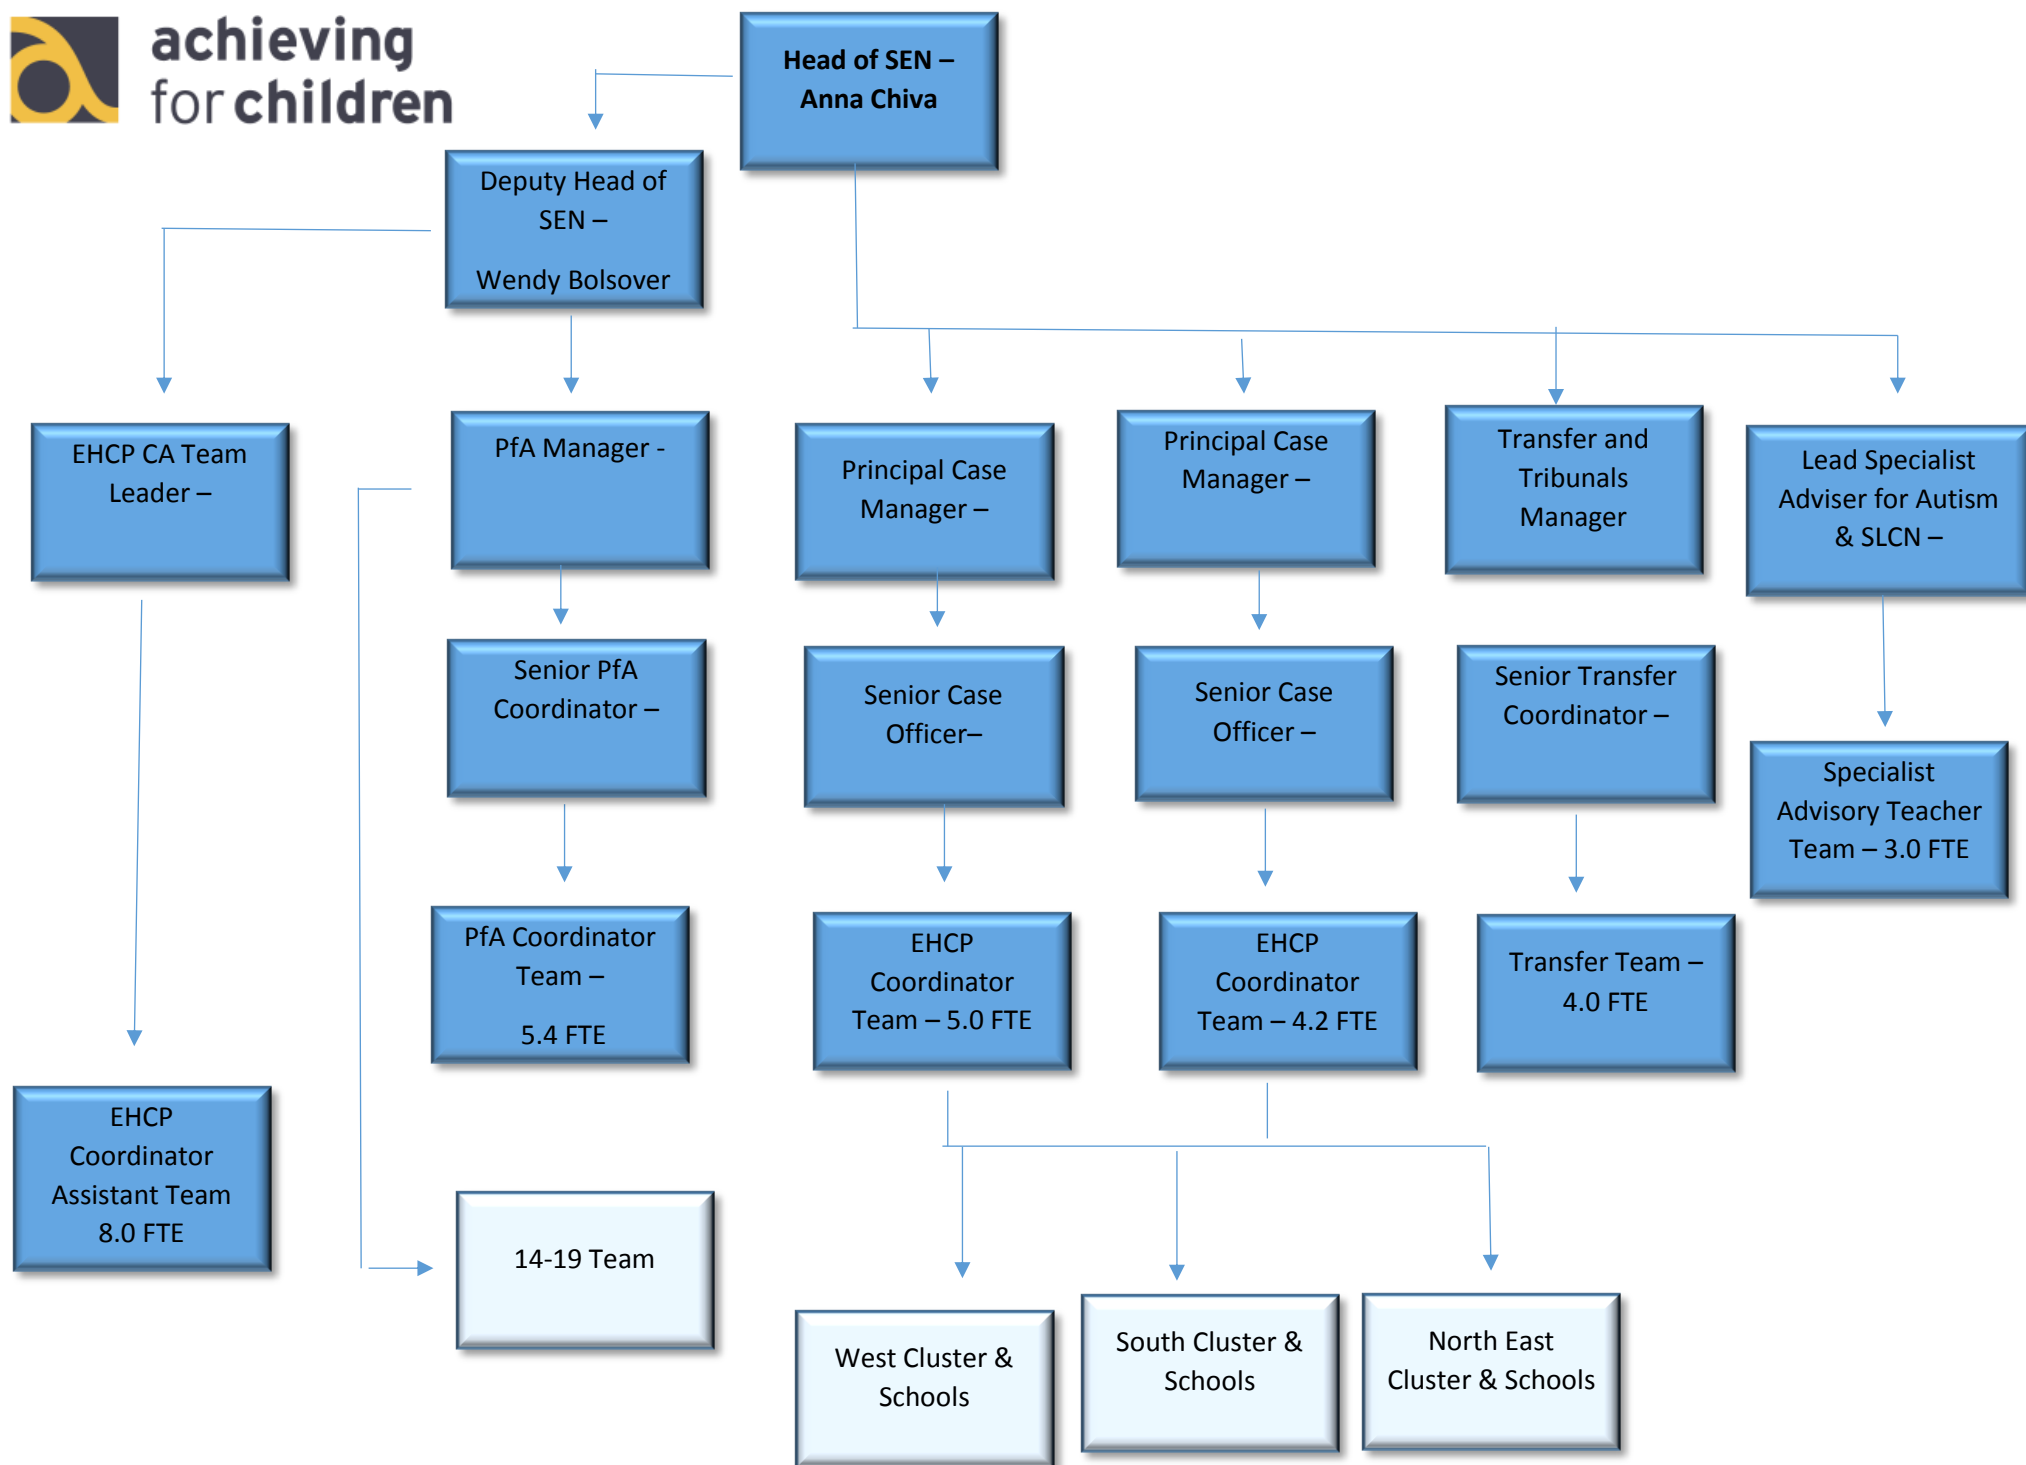 achieving
for children
Head of SEN –
Anna Chiva
Deputy Head of
SEN –
Wendy Bolsover
EHCP CA Team
Leader –
PfA Manager -
Principal Case
Manager –
Principal Case
Manager –
Transfer and
Tribunals
Manager
Lead Specialist
Adviser for Autism
& SLCN –
Senior PfA
Coordinator –
Senior Case
Officer–
Senior Case
Officer –
Senior Transfer
Coordinator –
Specialist
Advisory Teacher
Team – 3.0 FTE
PfA Coordinator
Team –
5.4 FTE
EHCP
Coordinator
Team – 5.0 FTE
EHCP
Coordinator
Team – 4.2 FTE
Transfer Team –
4.0 FTE
EHCP
Coordinator
Assistant Team
8.0 FTE
14-19 Team
West Cluster &
Schools
South Cluster &
Schools
North East
Cluster & Schools